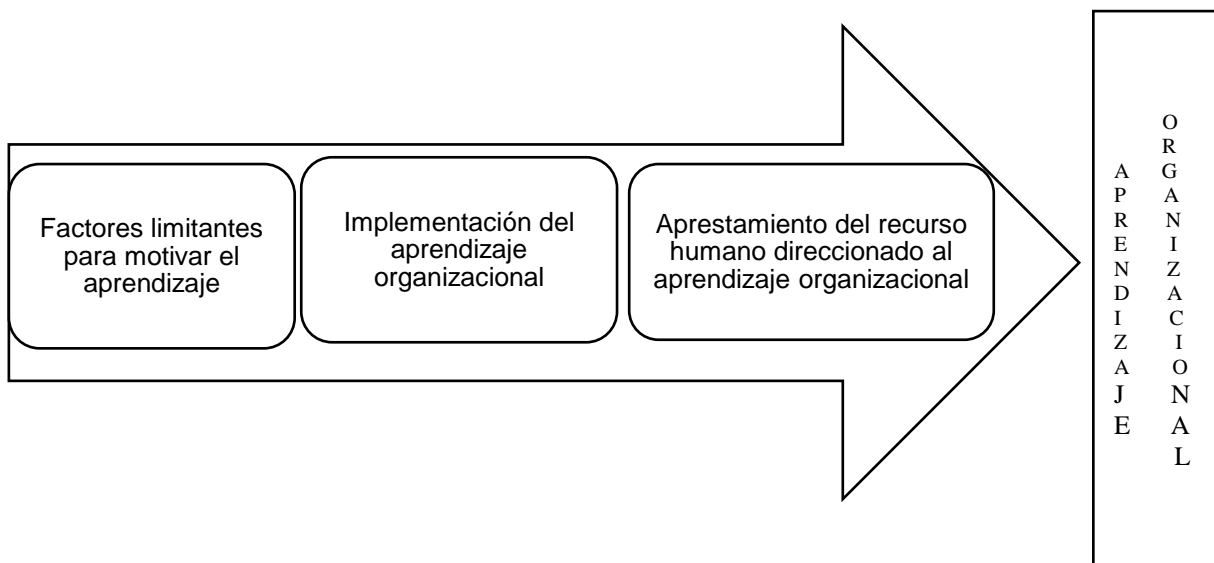 Factores limitantes
para motivar el
aprendizaje
Implementación del
aprendizaje
organizacional
Aprestamiento del recurso
humano direccionado al
aprendizaje organizacional
APRENDIZAJE
ORGANIZACIONAL